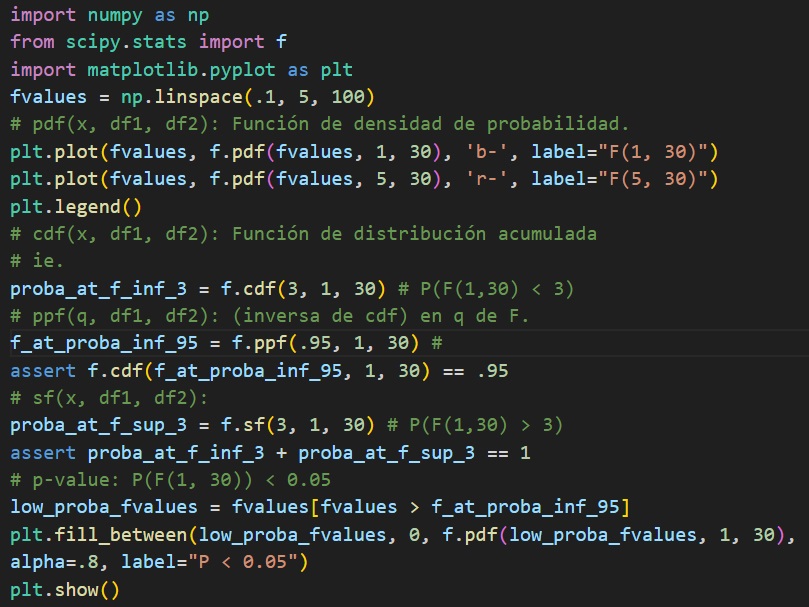 import numpy as np
from scipy.stats import f
import matplotlib.pyplot as plt
fvalues = np.linspace(.1, 5, 100)
# pdf(x, df1, df2): Función de densidad de probabilidad.
plt.plot(fvalues, f.pdf(fvalues, 1, 30), 'b-', label="F(1, 30)")
plt.plot(fvalues, f.pdf(fvalues, 5, 30), 'r-', label="F(5, 30)")
plt.legend()
# cdf(x, df1, df2): Función de distribución acumulada
# ie.
proba_at_f_inf_3 = f.cdf(3, 1, 30) # P(F(1,30) < 3)
# ppf(q, df1, df2): (inversa de cdf) en q de F.
f_at_proba_inf_95 = f.ppf(.95, 1, 30) #
assert f.cdf(f_at_proba_inf_95, 1, 30) == .95
# sf(x, df1, df2):
proba_at_f_sup_3 = f.sf(3, 1, 30) # P(F(1,30) > 3)
assert proba_at_f_inf_3 + proba_at_f_sup_3 == 1
# p-value: P(F(1, 30)) < 0.05
low_proba_fvalues = fvalues[fvalues > f_at_proba_inf_95]
plt.fill_between(low_proba_fvalues, 0, f.pdf(low_proba_fvalues, 1, 30),
alpha=.8, label="P < 0.05")
plt.show()